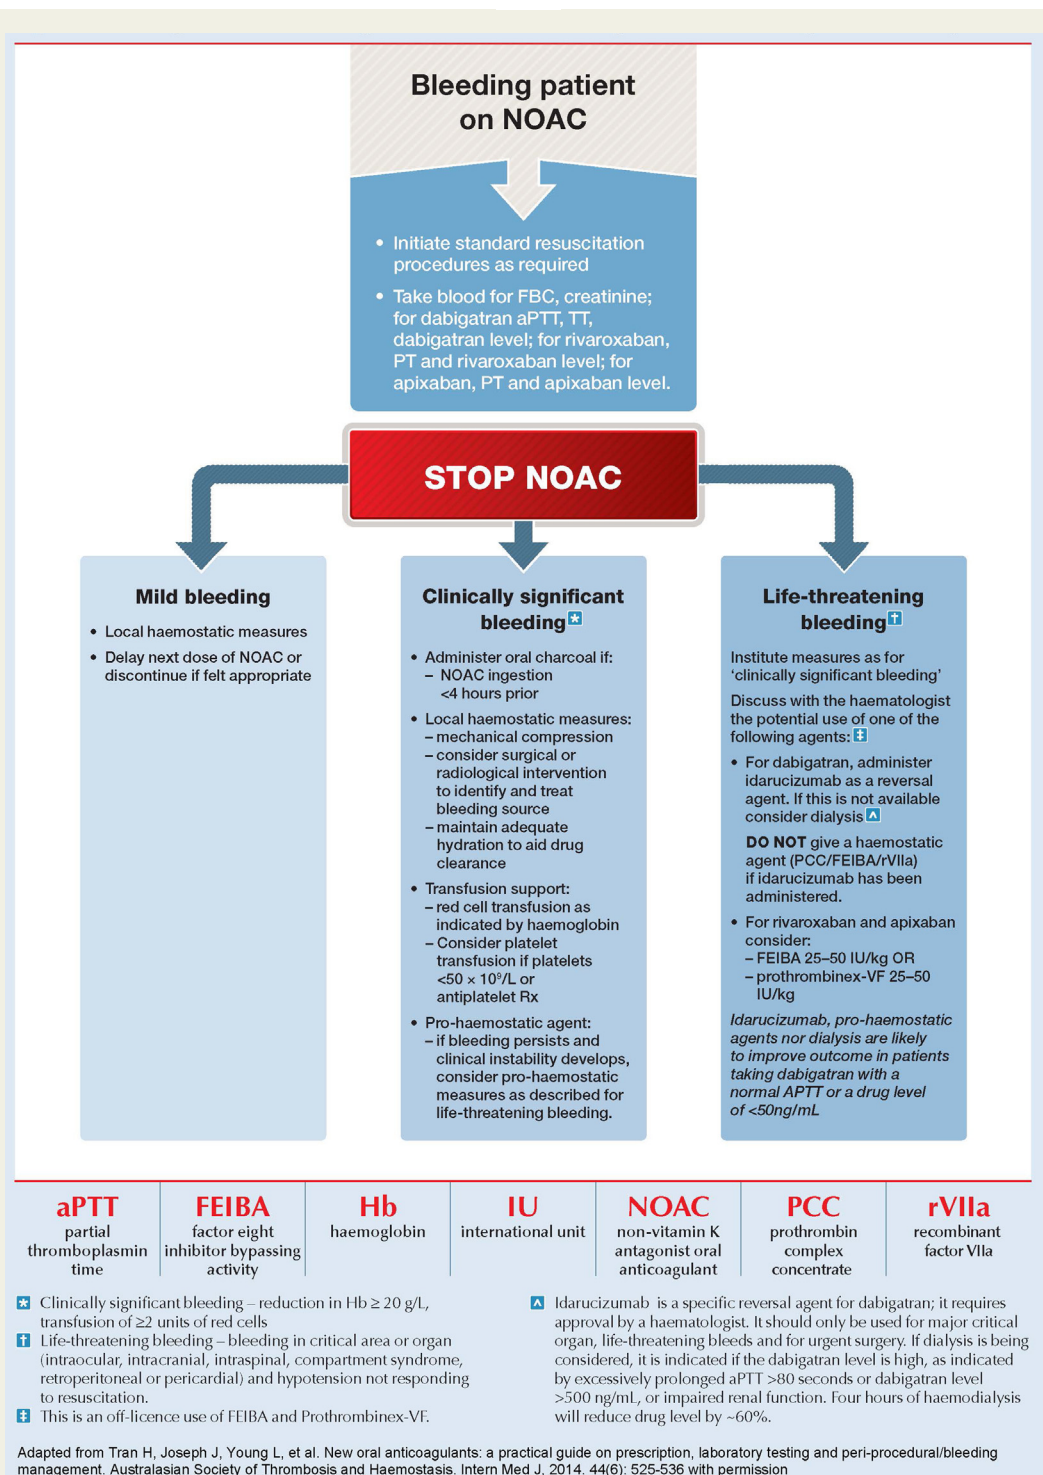 Bleeding patient
on NOAC
• Initiate standard resuscitation
procedures as required
• Take blood for FBC, creatinine;
for dabigatran aPTT, TT,
dabigatran level; for rivaroxaban,
PT and rivaroxaban level; for
apixaban, PT and apixaban level.
STOP NOAC
Mild bleeding
• Local haemostatic measures
• Delay next dose of NOAC or
discontinue if felt appropriate
Clinically significant
bleeding*
• Administer oral charcoal if:
– NOAC ingestion
<4 hours prior
• Local haemostatic measures:
– mechanical compression
– consider surgical or
radiological intervention
to identify and treat
bleeding source
– maintain adequate
hydration to aid drug
clearance
• Transfusion support:
– red cell transfusion as
indicated by haemoglobin
– Consider platelet
transfusion if platelets
<50 × 10⁹/L or
antiplatelet Rx
• Pro-haemostatic agent:
– if bleeding persists and
clinical instability develops,
consider pro-haemostatic
measures as described for
life-threatening bleeding.
Life-threatening
bleeding†
Institute measures as for
‘clinically significant bleeding’
Discuss with the haematologist
the potential use of one of the
following agents:‡
• For dabigatran, administer
idarucizumab as a reversal
agent. If this is not available
consider dialysis^
DO NOT give a haemostatic
agent (PCC/FEIBA/rVIIa)
if idarucizumab has been
administered.
• For rivaroxaban and apixaban
consider:
– FEIBA 25–50 IU/kg OR
– prothrombinex-VF 25–50
IU/kg
Idarucizumab, pro-haemostatic
agents nor dialysis are likely
to improve outcome in patients
taking dabigatran with a
normal APTT or a drug level
of <50ng/mL
aPTT
partial
thromboplasmin
time
FEIBA
factor eight
inhibitor bypassing
activity
Hb
haemoglobin
IU
international unit
NOAC
non-vitamin K
antagonist oral
anticoagulant
PCC
prothrombin
complex
concentrate
rVIIa
recombinant
factor VIIa
* Clinically significant bleeding – reduction in Hb ≥ 20 g/L,
transfusion of ≥2 units of red cells
† Life-threatening bleeding – bleeding in critical area or organ
(intraocular, intracranial, intraspinal, compartment syndrome,
retroperitoneal or pericardial) and hypotension not responding
to resuscitation.
‡ This is an off-licence use of FEIBA and Prothrombinex-VF.
^ Idarucizumab is a specific reversal agent for dabigatran; it requires
approval by a haematologist. It should only be used for major critical
organ, life-threatening bleeds and for urgent surgery. If dialysis is being
considered, it is indicated if the dabigatran level is high, as indicated
by excessively prolonged aPTT >80 seconds or dabigatran level
>500 ng/mL, or impaired renal function. Four hours of haemodialysis
will reduce drug level by ~60%.
Adapted from Tran H, Joseph J, Young L, et al. New oral anticoagulants: a practical guide on prescription, laboratory testing and peri-procedural/bleeding
management. Australasian Society of Thrombosis and Haemostasis. Intern Med J, 2014. 44(6): 525-536 with permission